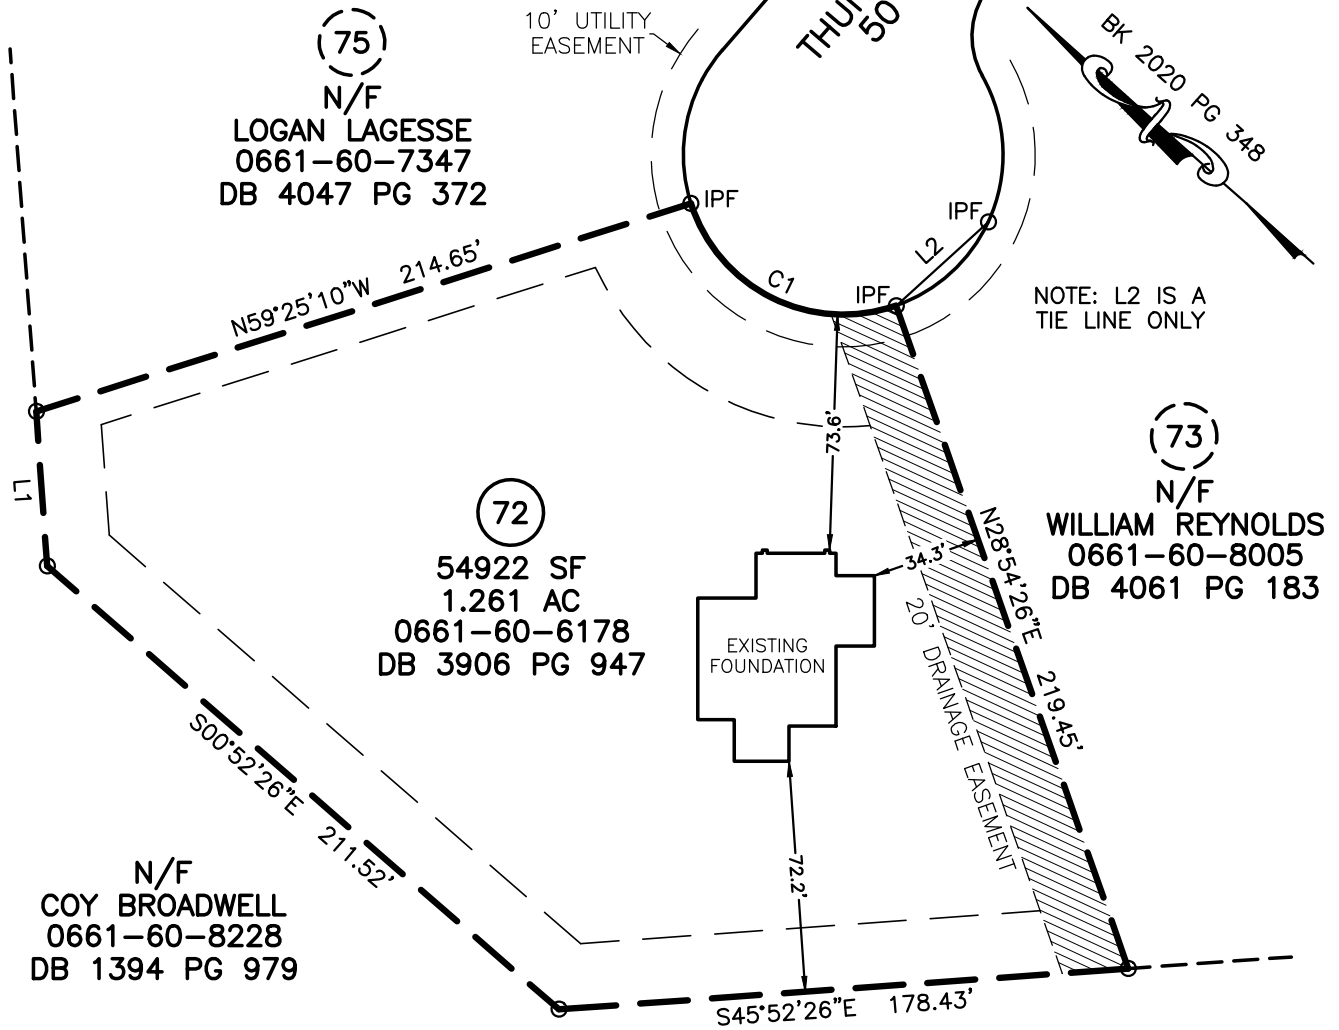 10' UTILITY
EASEMENT
50
BK 2020 PG 348
75
N/F
LOGAN LAGESSE
0661-60-7347
DB 4047 PG 372
IPF
IPF
L2
C1
IPF
N59°25'10"W 214.65'
NOTE: L2 IS A
TIE LINE ONLY
73.6'
73
N/F
WILLIAM REYNOLDS
0661-60-8005
DB 4061 PG 183
L1
72
54922 SF
1.261 AC
0661-60-6178
DB 3906 PG 947
34.3'
N28°54'26"E 219.45'
20' DRAINAGE EASEMENT
EXISTING
FOUNDATION
S00°52'26"E 211.52'
72.2'
N/F
COY BROADWELL
0661-60-8228
DB 1394 PG 979
S45°52'26"E 178.43'